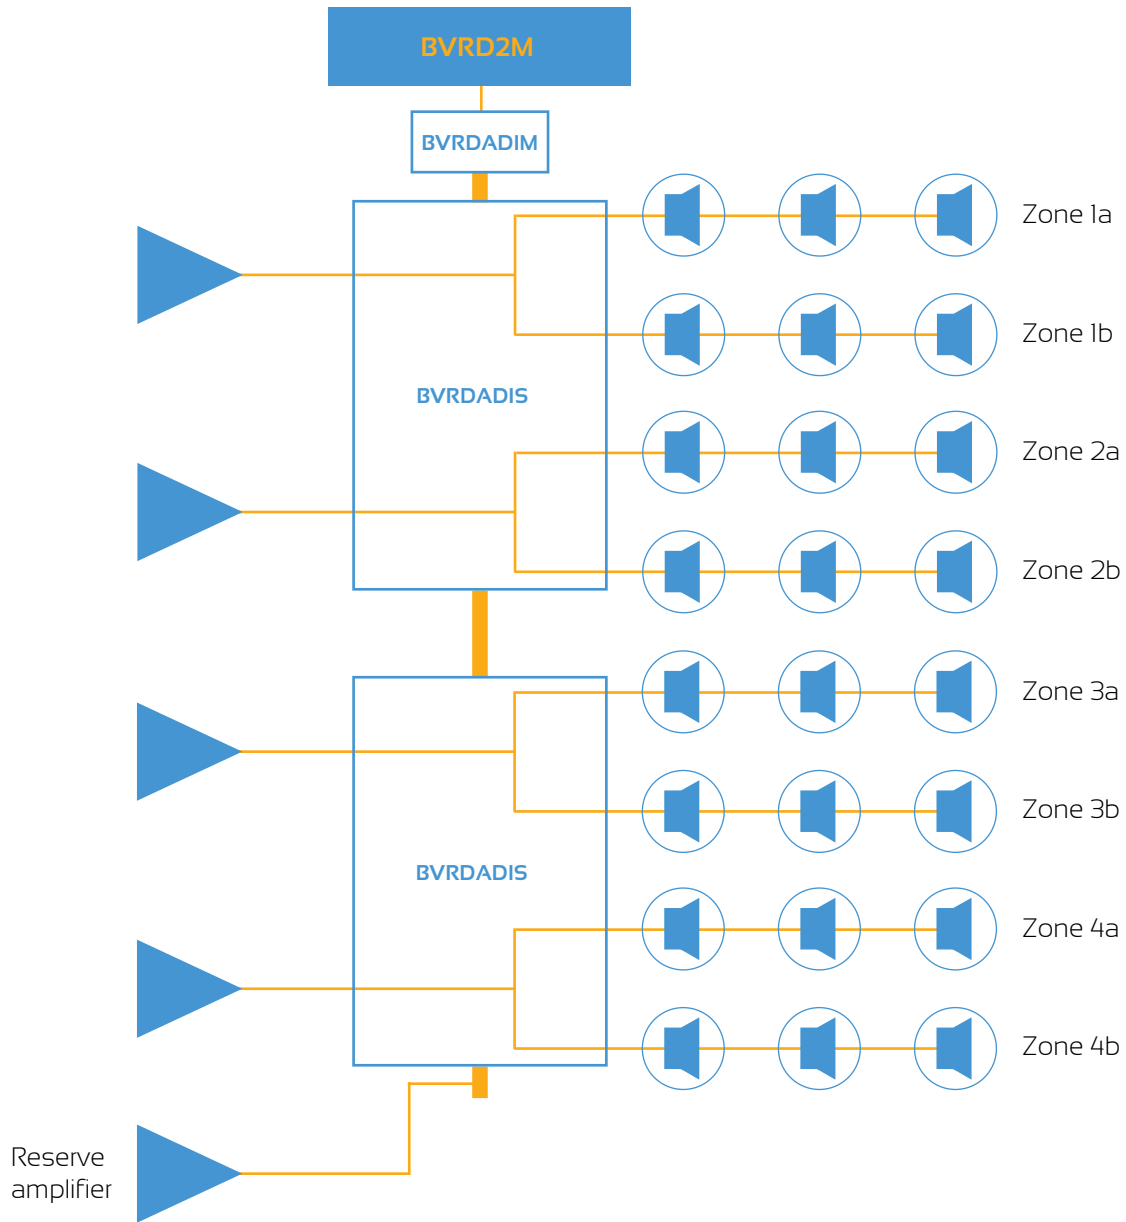 BVRD2M
BVRDADIM
Zone 1a
Zone 1b
BVRDADIS
Zone 2a
Zone 2b
Zone 3a
Zone 3b
BVRDADIS
Zone 4a
Zone 4b
Reserve
amplifier